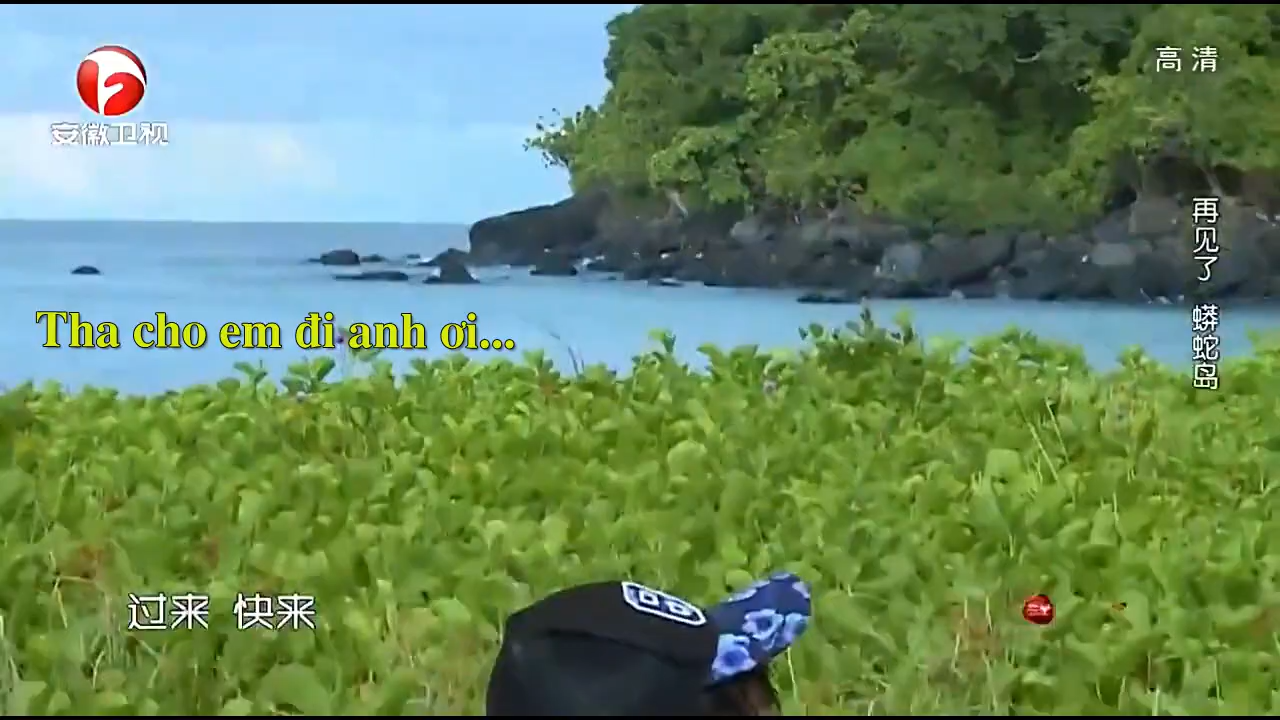 高清
安徽卫视
再见了 蟒蛇岛
Tha cho em đi anh ơi...
过来 快来